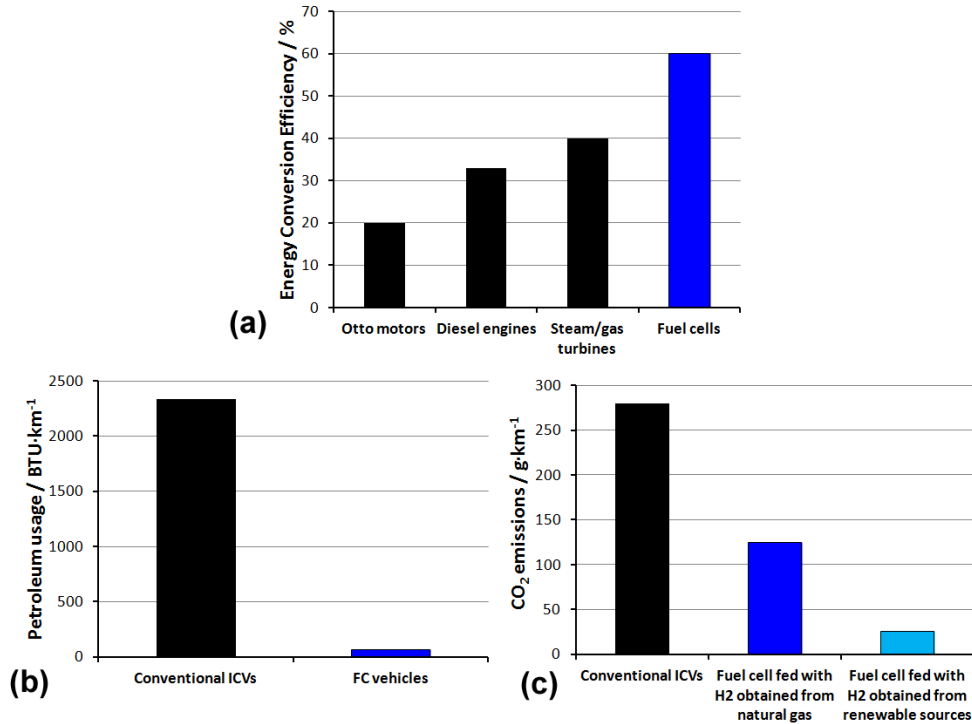 Energy Conversion Efficiency / %
70
60
50
40
30
20
10
0
Otto motors
Diesel engines
Steam/gas
turbines
Fuel cells
(a)
Petroleum usage / BTU·km⁻¹
2500
2000
1500
1000
500
0
Conventional ICVs
FC vehicles
(b)
CO₂ emissions / g·km⁻¹
300
250
200
150
100
50
0
Conventional ICVs
Fuel cell fed with
H2 obtained from
natural gas
Fuel cell fed with
H2 obtained from
renewable sources
(c)